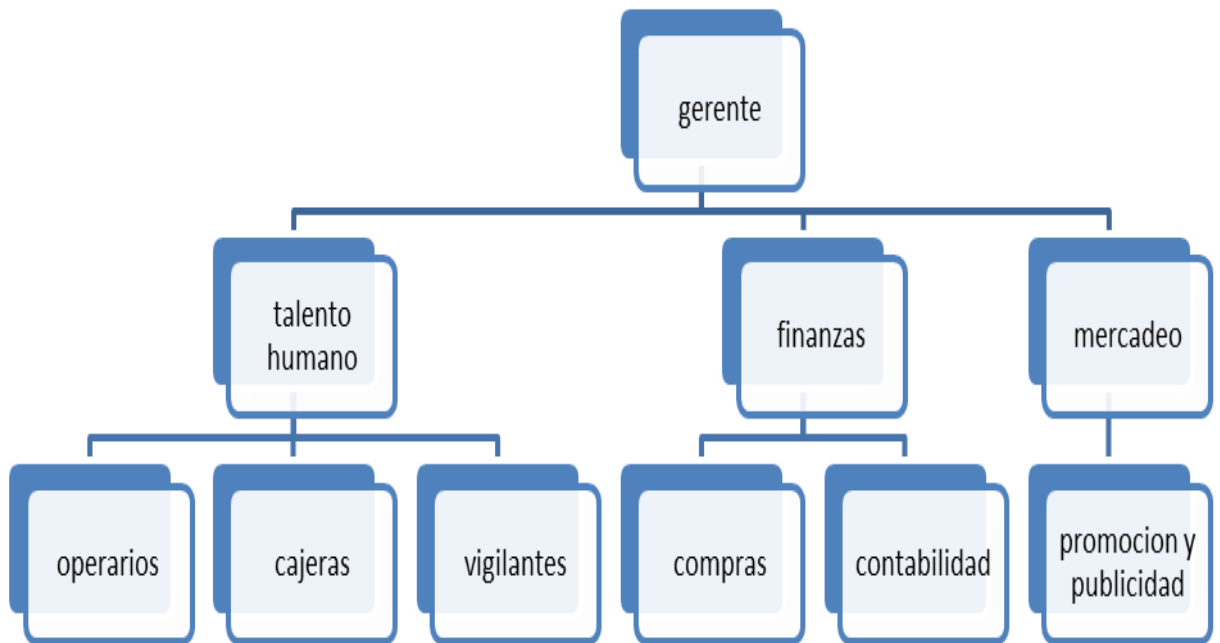 gerente
talento
humano
finanzas
mercadeo
operarios
cajeras
vigilantes
compras
contabilidad
promocion y
publicidad